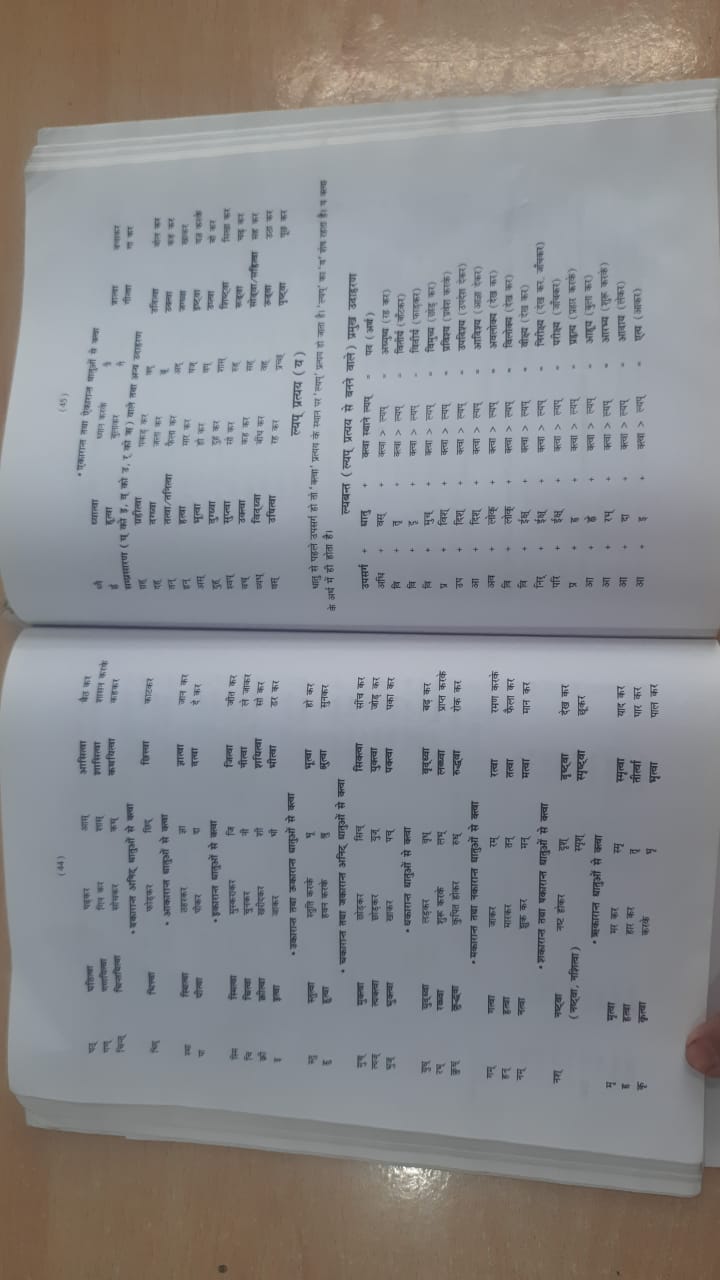 (44)
पठ् पठित्वा पढ़कर आस् आसित्वा बैठ कर
गण् गणयित्वा गिन कर शास् शासित्वा शासन करके
चिन्त् चिन्तयित्वा सोचकर कथ् कथयित्वा कहकर
• दकारान्त अनिट् धातुओं से क्त्वा
भिद् भित्त्वा फोड़कर छिद् छित्त्वा काटकर
• आकारान्त धातुओं से क्त्वा
स्था स्थित्वा ठहरकर ज्ञा ज्ञात्वा जान कर
पा पीत्वा पीकर दा दत्वा दे कर
• इकारान्त धातुओं से क्त्वा
स्मि स्मित्वा मुस्कराकर जि जित्वा जीत कर
चि चित्वा चुनकर नी नीत्वा ले जाकर
क्री क्रीत्वा खरीदकर शी शयित्वा सो कर
इ इत्वा जाकर भी भीत्वा डर कर
• उकारान्त तथा ऊकारान्त धातुओं से क्त्वा
स्तु स्तुत्वा स्तुति करके भू भूत्वा हो कर
हु हुत्वा हवन करके श्रु श्रुत्वा सुनकर
• चकारान्त तथा जकारान्त अनिट् धातुओं से क्त्वा
मुच् मुक्त्वा छोड़कर सिच् सिक्त्वा सींच कर
त्यज् त्यक्त्वा छोड़कर युज् युक्त्वा जोड़ कर
भुज् भुक्त्वा खाकर पच् पक्त्वा पका कर
• धकारान्त धातुओं से क्त्वा
युध् युद्ध्वा लड़कर वृध् वृद्ध्वा बढ़ कर
रभ् रब्ध्वा शुरू करके लभ् लब्ध्वा प्राप्त करके
क्रुध् क्रुद्ध्वा कुपित होकर रुध् रुद्ध्वा रोक कर
• मकारान्त तथा नकारान्त धातुओं से क्त्वा
गम् गत्वा जाकर रम् रत्वा रमण करके
हन् हत्वा मारकर तन् तत्वा फैला कर
नम् नत्वा झुक कर मन् मत्वा मान कर
• शकारान्त तथा षकारान्त धातुओं से क्त्वा
नश् नष्ट्वा नष्ट होकर दृश् दृष्ट्वा देख कर
(नष्ट्वा, नशित्वा) स्पृश् स्पृष्ट्वा छूकर
• ऋकारान्त धातुओं से क्त्वा
मृ मृत्वा मर कर स्मृ स्मृत्वा याद कर
हृ हृत्वा हार कर तृ तीर्त्वा पार कर
कृ कृत्वा करके भृ भृत्वा पाल कर
(45)
• एकारान्त तथा ऐकारान्त धातुओं से क्त्वा
ध्यै ध्यात्वा ध्यान करके त्रै त्रात्वा बचाकर
ह्वे हूत्वा बुलाकर गै गीत्वा गा कर
सम्प्रसारण (य् को इ, व् को उ, र् को ऋ) वाले तथा अन्य उदाहरण
ग्रह् ग्रहीत्वा पकड़ कर वद् उदित्वा बोल कर
दह् दग्ध्वा जला कर ब्रू उक्त्वा कह कर
तन् तत्वा/तनित्वा फैला कर अद् जग्ध्वा खाकर
हन् हत्वा मार कर यज् इष्ट्वा यज्ञ करके
अस् भूत्वा हो कर वप् उप्त्वा बो कर
दुह् दुग्ध्वा दुह कर शास् शिष्ट्वा सिखा कर
स्वप् सुप्त्वा सो कर रुह् रूढ्वा चढ़ कर
वच् उक्त्वा कह कर सह् सोढ्वा/सहित्वा सह कर
व्यध् विद्ध्वा बींध कर वह् ऊढ्वा उठा कर
वस् उषित्वा रह कर प्रच्छ् पृष्ट्वा पूछ कर
ल्यप् प्रत्यय (य)
धातु से पहले उपसर्ग हो तो 'क्त्वा' प्रत्यय के स्थान पर 'ल्यप्' प्रत्यय हो जाता है। 'ल्यप्' का 'य' शेष रहता है। य क्त्वा
के अर्थ में ही होता है।
ल्यबन्त (ल्यप् प्रत्यय से बनने वाले) प्रमुख उदाहरण
उपसर्ग + धातु + क्त्वा स्थाने ल्यप् = पद (अर्थ)
अधि + वस् + क्त्वा > ल्यप् = अध्युष्य (रह कर)
वि + तृ + क्त्वा > ल्यप् = वितीर्य (बाँटकर)
वि + दृ + क्त्वा > ल्यप् = विदीर्य (फाड़कर)
वि + मुच् + क्त्वा > ल्यप् = विमुच्य (छोड़ कर)
प्र + विश् + क्त्वा > ल्यप् = प्रविश्य (प्रवेश करके)
उप + दिश् + क्त्वा > ल्यप् = उपदिश्य (उपदेश देकर)
आ + दिश् + क्त्वा > ल्यप् = आदिश्य (आज्ञा देकर)
अव + लोक् + क्त्वा > ल्यप् = अवलोक्य (देख कर)
वि + लोक् + क्त्वा > ल्यप् = विलोक्य (देख कर)
वि + ईक्ष् + क्त्वा > ल्यप् = वीक्ष्य (देख कर)
निर् + ईक्ष् + क्त्वा > ल्यप् = निरीक्ष्य (देख कर, जाँचकर)
परि + ईक्ष् + क्त्वा > ल्यप् = परीक्ष्य (जाँचकर)
प्र + हृ + क्त्वा > ल्यप् = प्रहृत्य (प्रहार करके)
आ + ह्वे + क्त्वा > ल्यप् = आहूय (बुला कर)
आ + रभ् + क्त्वा > ल्यप् = आरभ्य (शुरू करके)
आ + दा + क्त्वा > ल्यप् = आदाय (लेकर)
आ + इ + क्त्वा > ल्यप् = एत्य (आकर)